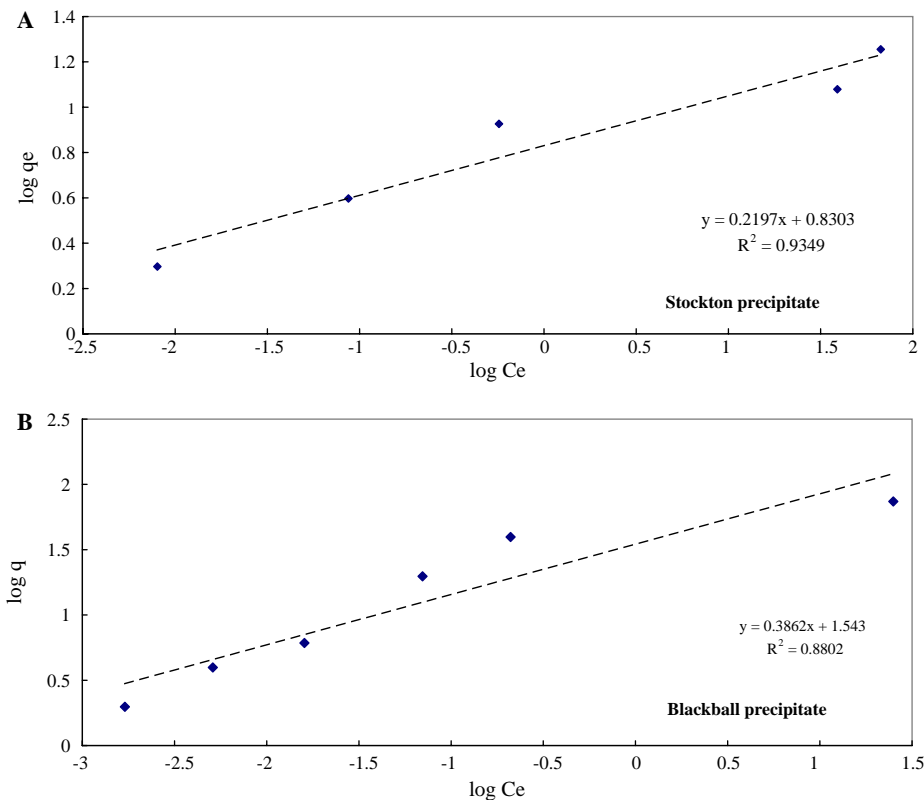 A
1.4
1.2
1
0.8
0.6
0.4
0.2
0
log qe
y = 0.2197x + 0.8303
R² = 0.9349
Stockton precipitate
-2.5 -2 -1.5 -1 -0.5 0 0.5 1 1.5 2
log Ce
B
2.5
2
1.5
1
0.5
0
log q
y = 0.3862x + 1.543
R² = 0.8802
Blackball precipitate
-3 -2.5 -2 -1.5 -1 -0.5 0 0.5 1 1.5
log Ce